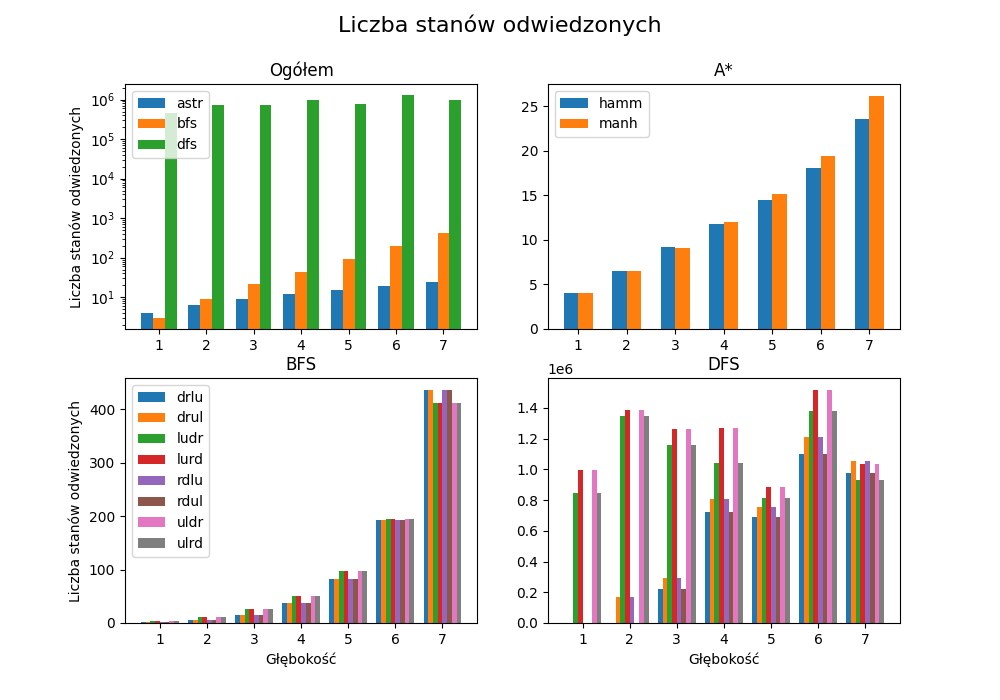 Liczba stanów odwiedzonych
Ogółem
Liczba stanów odwiedzonych
10^6
10^5
10^4
10^3
10^2
10^1
astr
bfs
dfs
1 2 3 4 5 6 7
A*
25
20
15
10
5
0
hamm
manh
1 2 3 4 5 6 7
BFS
Liczba stanów odwiedzonych
400
300
200
100
0
drlu
drul
ludr
lurd
rdlu
rdul
uldr
ulrd
1 2 3 4 5 6 7
Głębokość
DFS
1e6
1.4
1.2
1.0
0.8
0.6
0.4
0.2
0.0
1 2 3 4 5 6 7
Głębokość